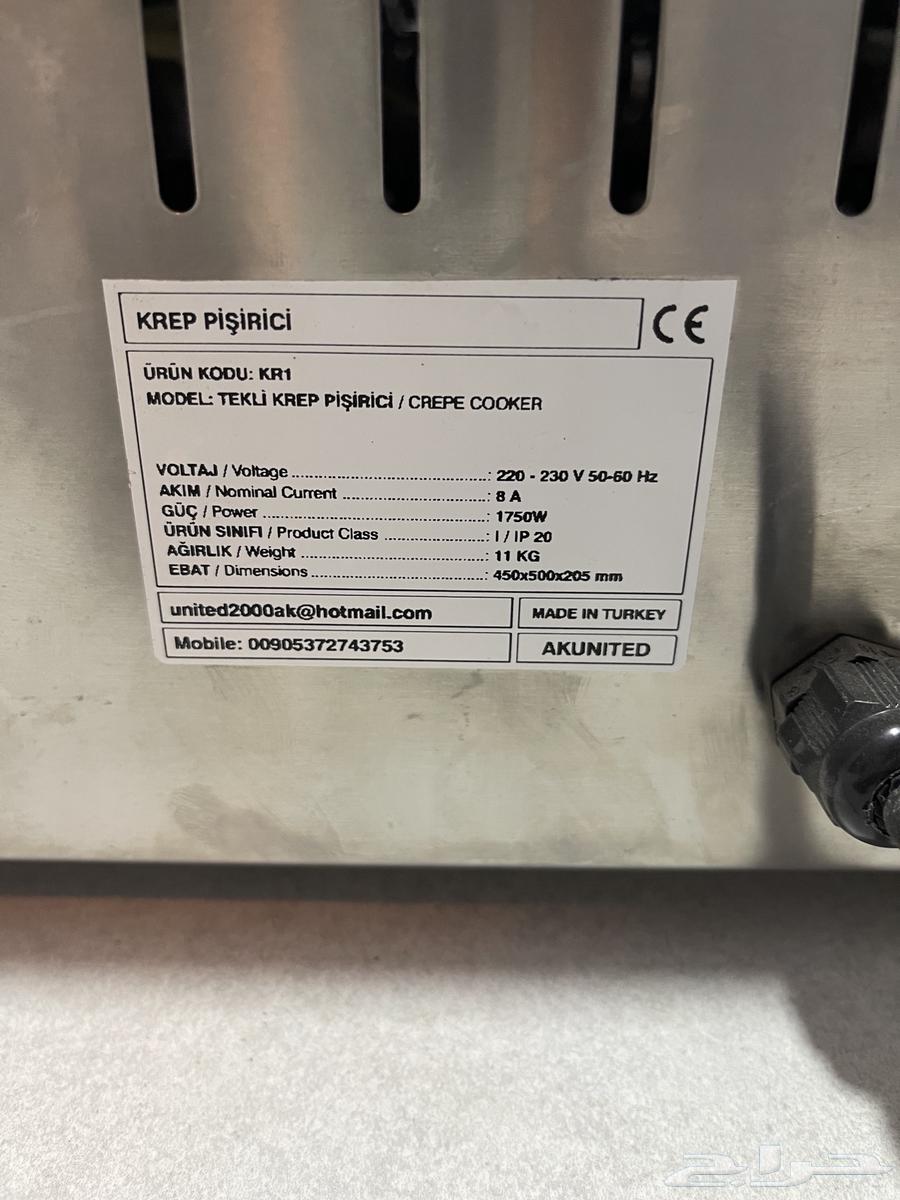 KREP PİŞİRİCİ
CE
ÜRÜN KODU: KR1
MODEL: TEKLİ KREP PİŞİRİCİ / CREPE COOKER
VOLTAJ / Voltage ..........................................: 220 - 230 V 50-60 Hz
AKIM / Nominal Current ...............................: 8 A
GÜÇ / Power ................................................: 1750W
ÜRÜN SINIFI / Product Class ......................: I / IP 20
AĞIRLIK / Weight ........................................: 11 KG
EBAT / Dimensions .....................................: 450x500x205 mm
united2000ak@hotmail.com
MADE IN TURKEY
Mobile: 00905372743753
AKUNITED
حراج